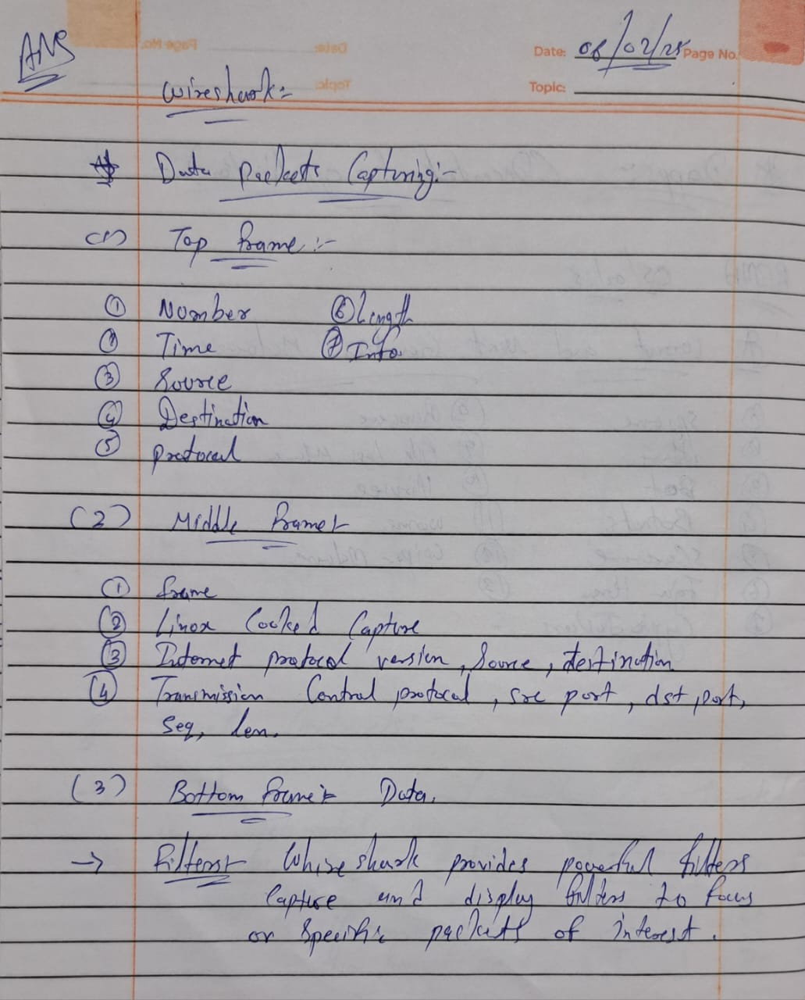 ANS
Date: 08/02/25 Page No.
Topic:
Wireshark:-
* Data Packets Capturing:-
(1) Top Frame:-
① Number ⑥ Length
② Time ⑦ Info.
③ Source
④ Destination
⑤ protocol
(2) Middle frame:-
① frame
② Linox Cooked Capture
③ Internet protocol version, Source, destination
④ Transmission Control protocol, src port, dst port,
Seq, len.
(3) Bottom frame:- Data.
→ Filters:- Whireshark provides powerful filters
Capture and display filters to focus
or specific packets of interest.